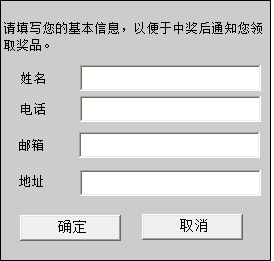 请填写您的基本信息，以便于中奖后通知您领
取奖品。
姓名
电话
邮箱
地址
确定 取消